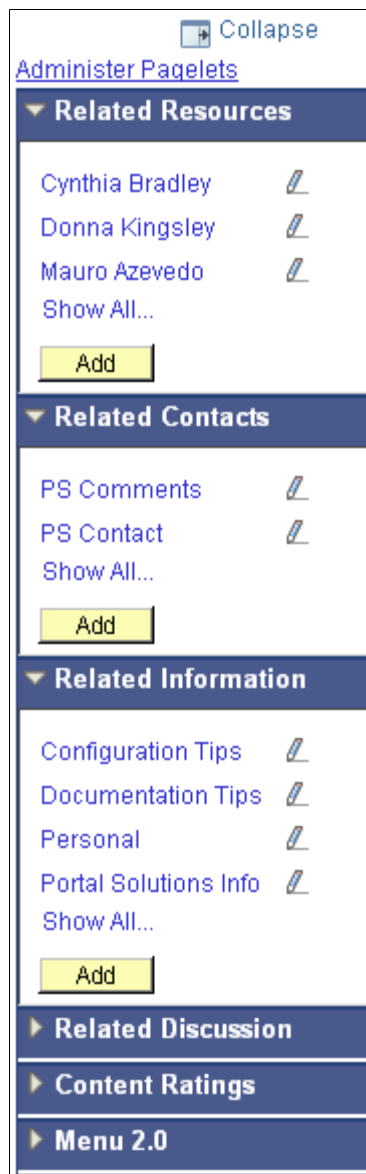 Collapse
Administer Pagelets
Related Resources
Cynthia Bradley
Donna Kingsley
Mauro Azevedo
Show All...
Add
Related Contacts
PS Comments
PS Contact
Show All...
Add
Related Information
Configuration Tips
Documentation Tips
Personal
Portal Solutions Info
Show All...
Add
Related Discussion
Content Ratings
Menu 2.0